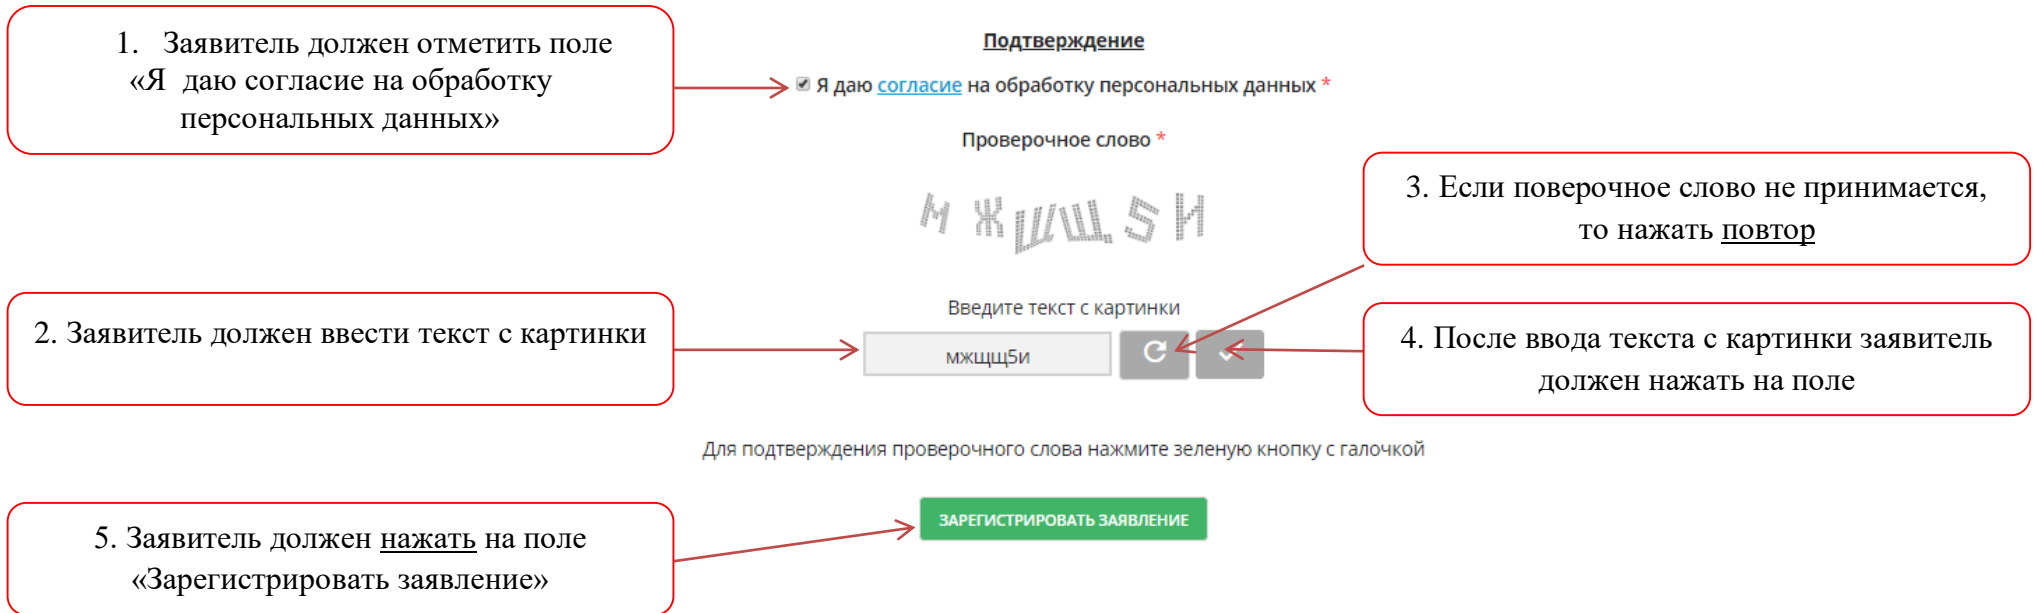 1. Заявитель должен отметить поле
«Я даю согласие на обработку
персональных данных»
Подтверждение
Я даю согласие на обработку персональных данных *
Проверочное слово *
М Ж Щ Щ 5 И
3. Если поверочное слово не принимается,
то нажать повтор
2. Заявитель должен ввести текст с картинки
Введите текст с картинки
мжщщ5и
4. После ввода текста с картинки заявитель
должен нажать на поле
Для подтверждения проверочного слова нажмите зеленую кнопку с галочкой
5. Заявитель должен нажать на поле
«Зарегистрировать заявление»
ЗАРЕГИСТРИРОВАТЬ ЗАЯВЛЕНИЕ